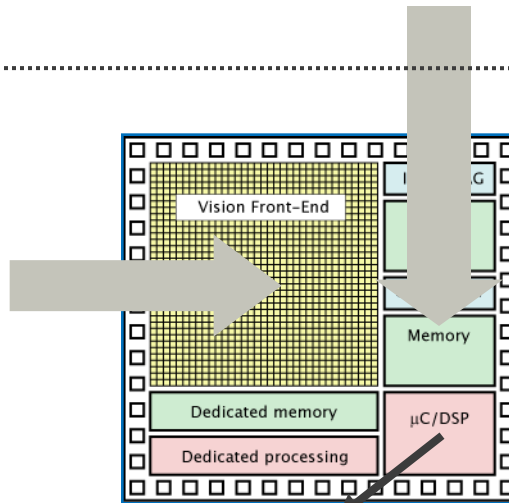 Vision Front-End
Memory
Dedicated memory
μC/DSP
Dedicated processing